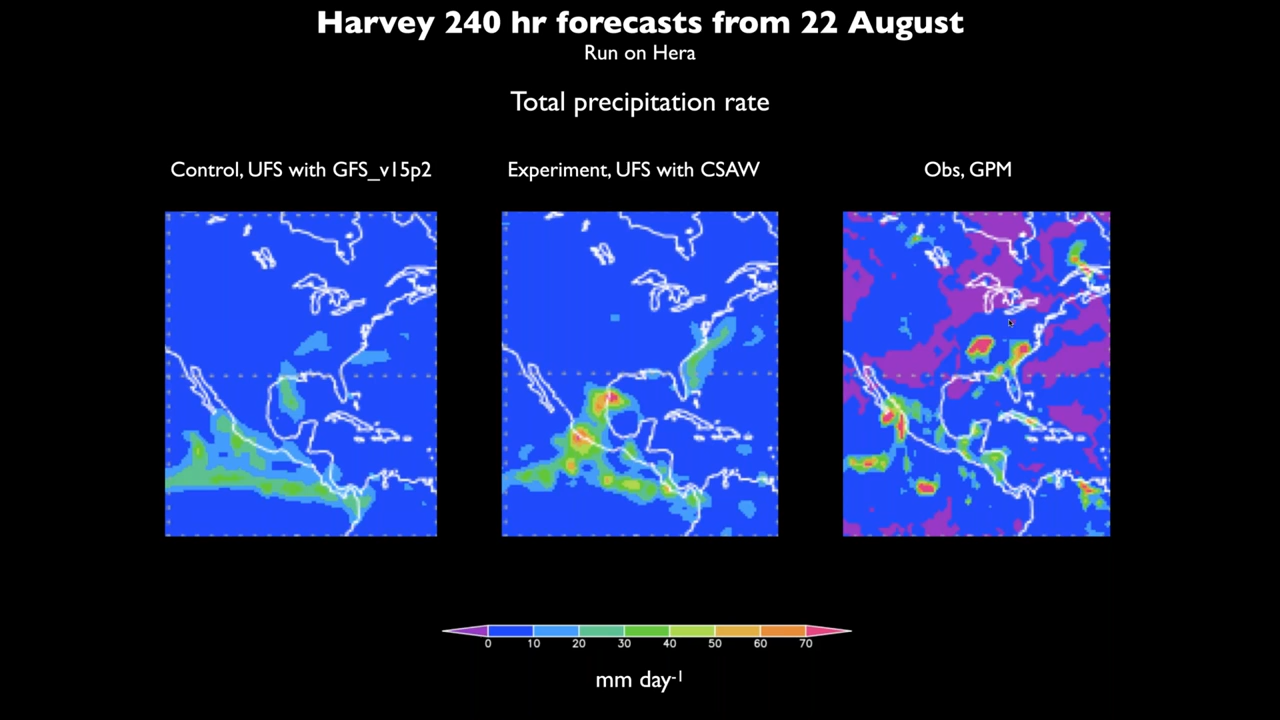 Harvey 240 hr forecasts from 22 August
Run on Hera
Total precipitation rate
Control, UFS with GFS_v15p2
Experiment, UFS with CSAW
Obs, GPM
0 10 20 30 40 50 60 70
mm day-1